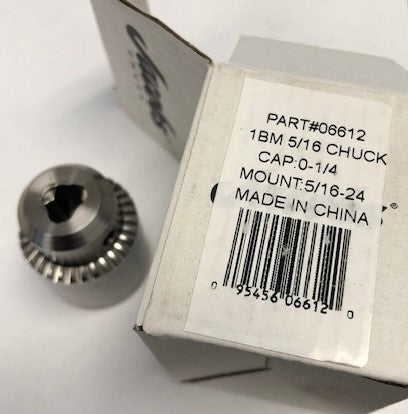 Jacobs
PART#06612
1BM 5/16 CHUCK
CAP:0-1/4
MOUNT:5/16-24
MADE IN CHINA
0 95456 06612 0